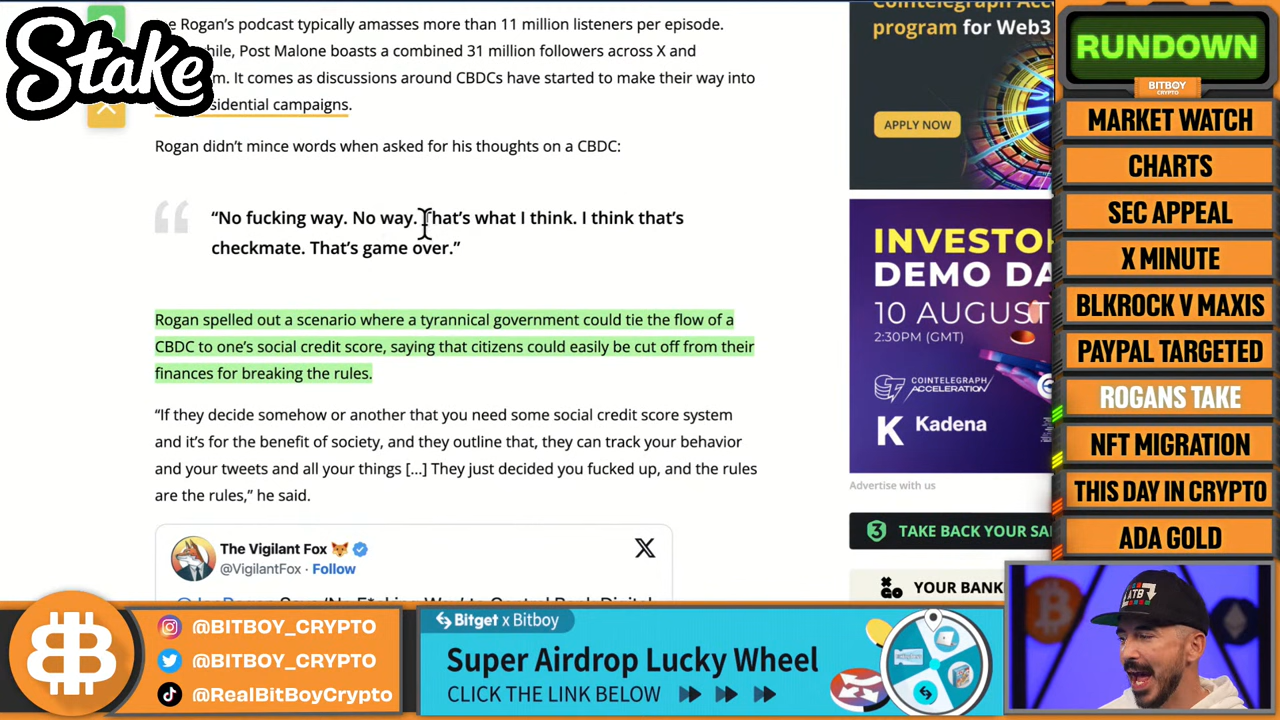 Stake
Rogan's podcast typically amasses more than 11 million listeners per episode.
Post Malone boasts a combined 31 million followers across X and
It comes as discussions around CBDCs have started to make their way into
campaigns.
Rogan didn't mince words when asked for his thoughts on a CBDC:
“No fucking way. No way. That's what I think. I think that's
checkmate. That's game over.”
Rogan spelled out a scenario where a tyrannical government could tie the flow of a
CBDC to one's social credit score, saying that citizens could easily be cut off from their
finances for breaking the rules.
“If they decide somehow or another that you need some social credit score system
and it's for the benefit of society, and they outline that, they can track your behavior
and your tweets and all your things [...] They just decided you fucked up, and the rules
are the rules,” he said.
The Vigilant Fox
@VigilantFox · Follow
program for Web3
APPLY NOW
INVESTO
DEMO DA
10 AUGUST
2:30PM (GMT)
COINTELEGRAPH
ACCELERATION
Kadena
Advertise with us
TAKE BACK YOUR
YOUR BANK
RUNDOWN
BITBOY
CRYPTO
MARKET WATCH
CHARTS
SEC APPEAL
X MINUTE
BLKROCK V MAXIS
PAYPAL TARGETED
ROGANS TAKE
NFT MIGRATION
THIS DAY IN CRYPTO
ADA GOLD
ATB
@BITBOY_CRYPTO
@BITBOY_CRYPTO
@RealBitBoyCrypto
Bitget x Bitboy
Super Airdrop Lucky Wheel
CLICK THE LINK BELOW